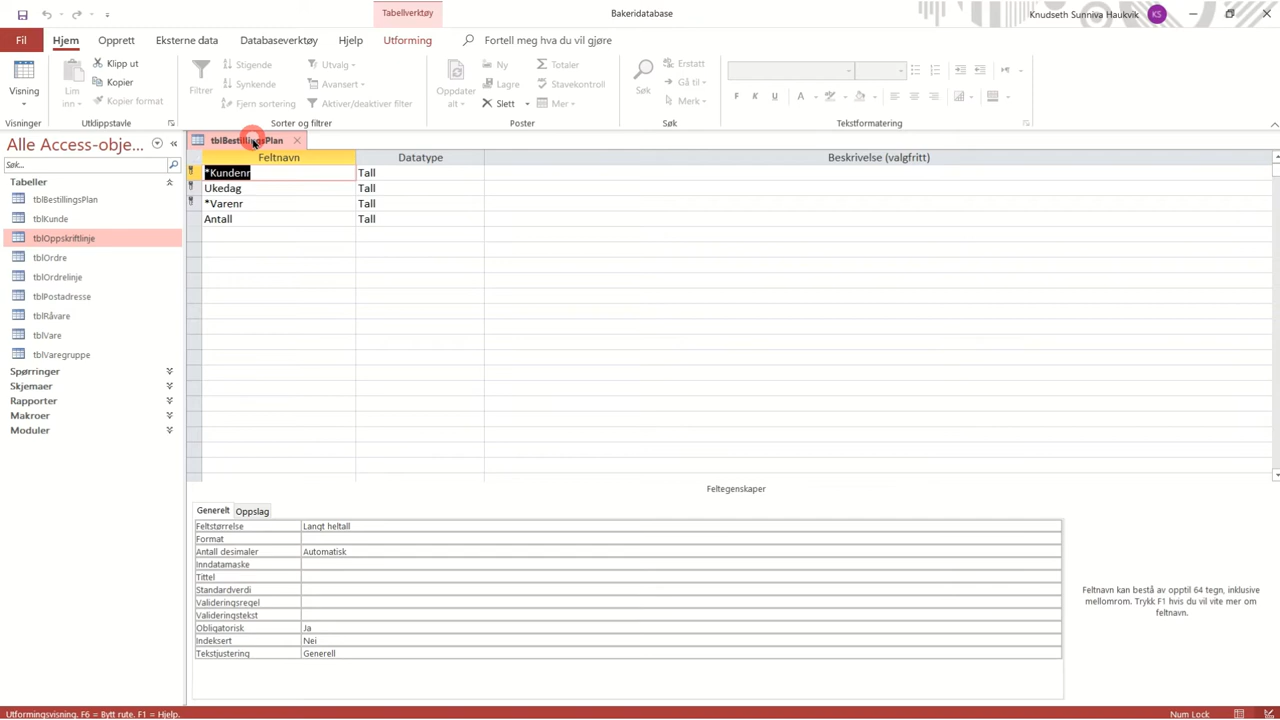 Tabellverktøy
Bakeridatabase
Knudseth Sunniva Haukvik
KS
Fil
Hjem
Opprett
Eksterne data
Databaseverktøy
Hjelp
Utforming
Fortell meg hva du vil gjøre
Visning
Visninger
Lim inn
Klipp ut
Kopier
Kopier format
Utklippstavle
Filtrer
Stigende
Synkende
Fjern sortering
Utvalg
Avansert
Aktiver/deaktiver filter
Sorter og filtrer
Oppdater alt
Ny
Lagre
Slett
Totaler
Stavekontroll
Mer
Poster
Søk
Erstatt
Gå til
Merk
Søk
F K U A
Tekstformatering
Alle Access-obje...
Søk...
Tabeller
tblBestillingsPlan
tblKunde
tblOppskriftlinje
tblOrdre
tblOrdrelinje
tblPostadresse
tblRåvare
tblVare
tblVaregruppe
Spørringer
Skjemaer
Rapporter
Makroer
Moduler
tblBestillingsPlan
Feltnavn Datatype Beskrivelse (valgfritt)
*Kundenr Tall
Ukedag Tall
*Varenr Tall
Antall Tall
Feltegenskaper
Generelt Oppslag
Feltstørrelse Langt heltall
Format
Antall desimaler Automatisk
Inndatamaske
Tittel
Standardverdi
Valideringsregel
Valideringstekst
Obligatorisk Ja
Indeksert Nei
Tekstjustering Generell
Feltnavn kan bestå av opptil 64 tegn, inklusive
mellomrom. Trykk F1 hvis du vil vite mer om
feltnavn.
Utformingsvisning. F6 = Bytt rute. F1 = Hjelp.
Num Lock